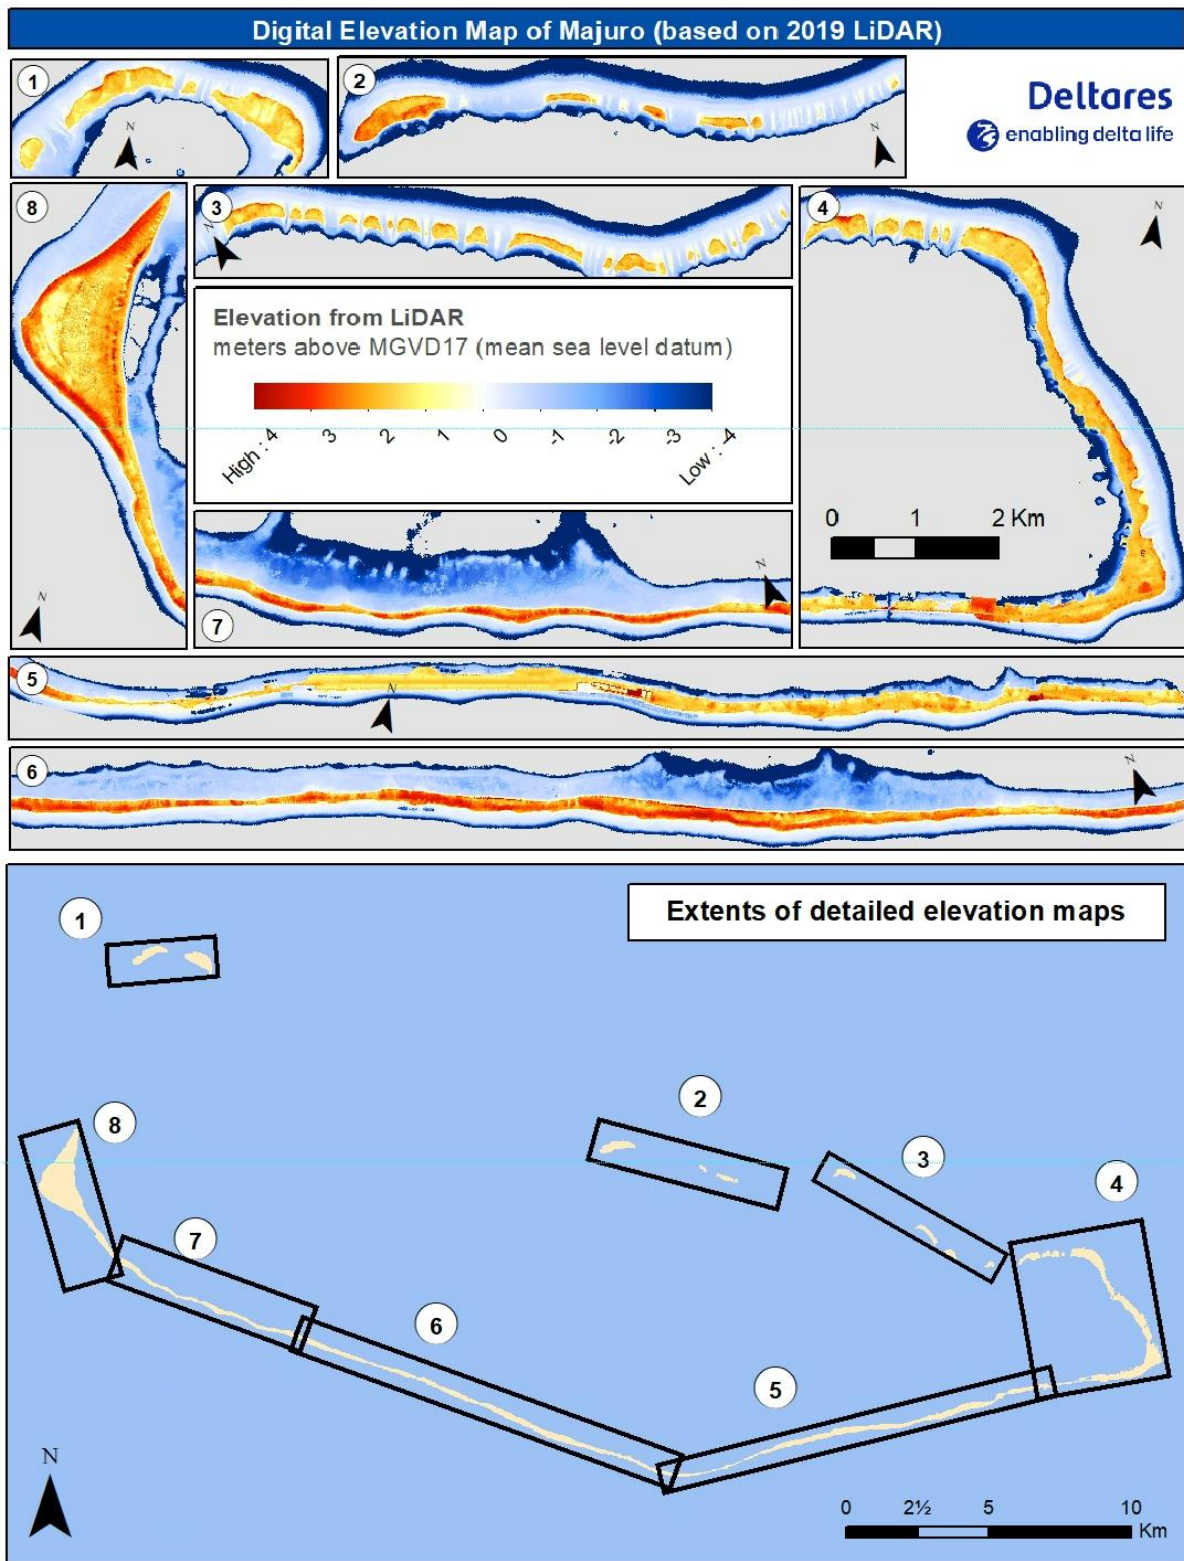 Digital Elevation Map of Majuro (based on 2019 LiDAR)
1
N
2
N
Deltares
enabling delta life
8
N
3
N
4
N
Elevation from LiDAR
meters above MGVD17 (mean sea level datum)
High : 4
3
2
1
0
-1
-2
-3
Low : -4
0 1 2 Km
7
N
5
N
6
N
Extents of detailed elevation maps
1
2
3
4
8
7
6
5
N
0 2½ 5 10
Km